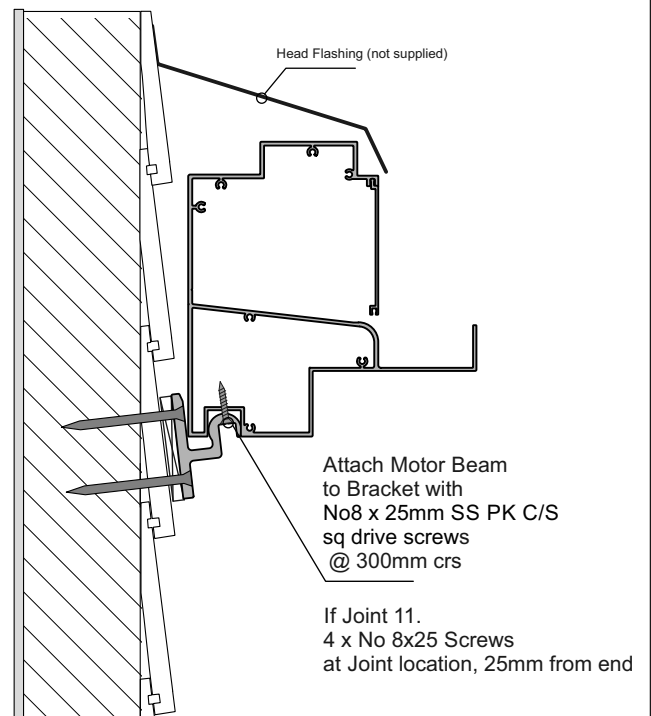 Head Flashing (not supplied)
Attach Motor Beam
to Bracket with
No8 x 25mm SS PK C/S
sq drive screws
@ 300mm crs
If Joint 11.
4 x No 8x25 Screws
at Joint location, 25mm from end